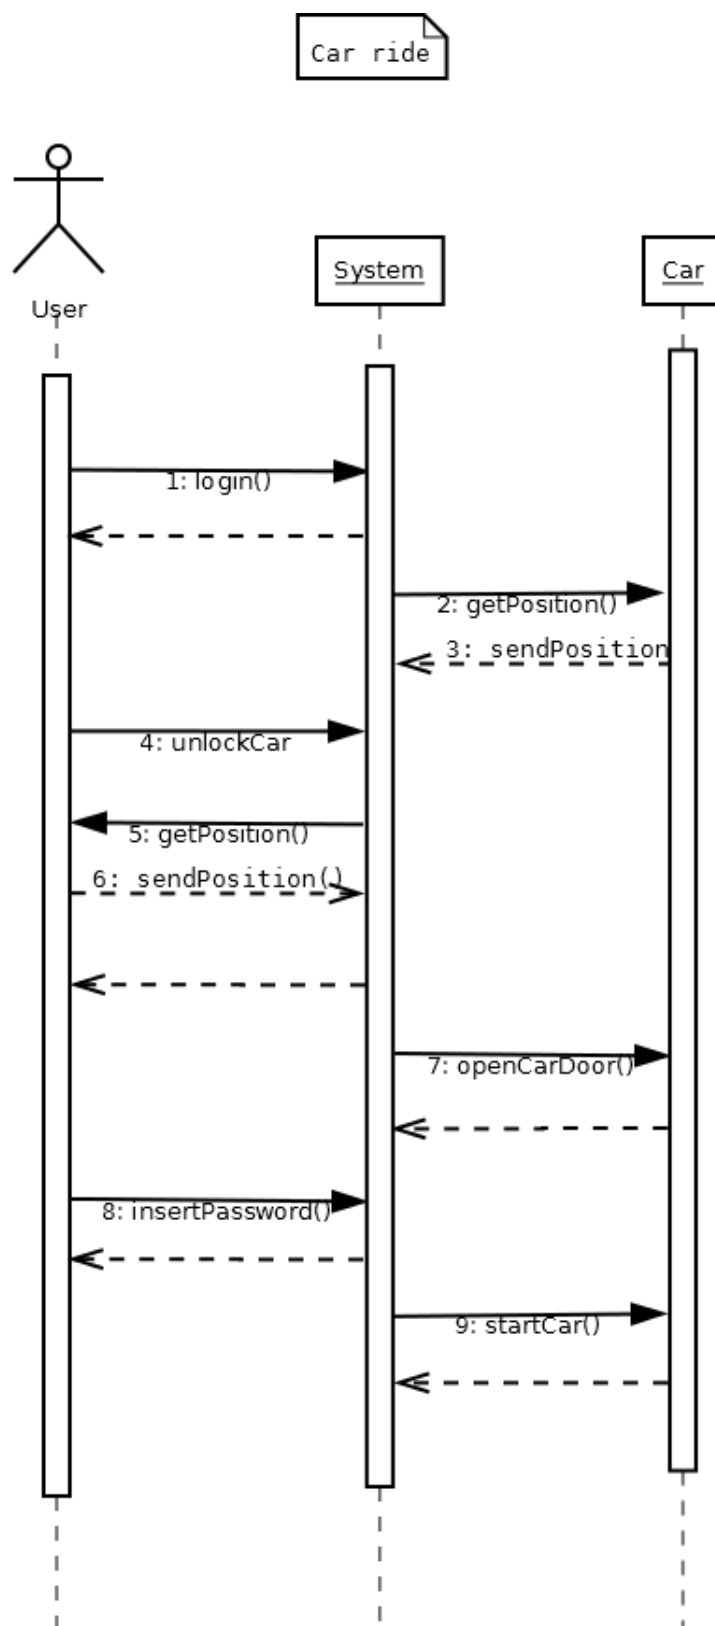 Car ride
User
System
Car
1: login()
2: getPosition()
3: sendPosition
4: unlockCar
5: getPosition()
6: sendPosition()
7: openCarDoor()
8: insertPassword()
9: startCar()